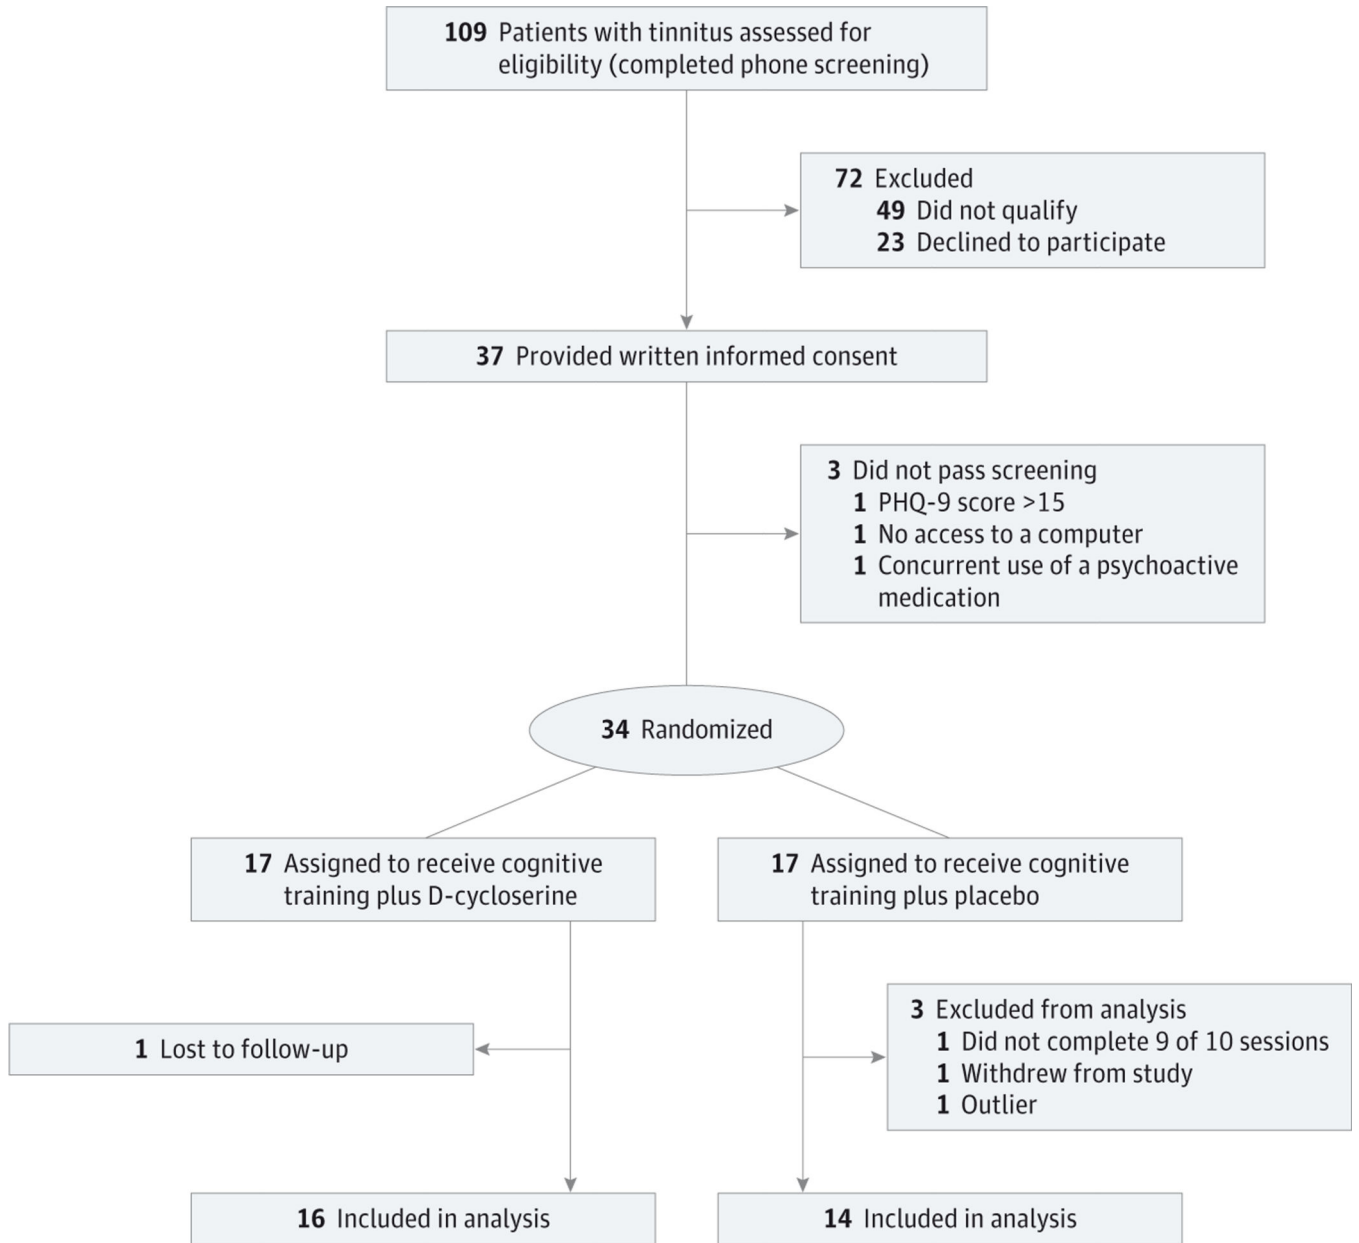 109 Patients with tinnitus assessed for
eligibility (completed phone screening)
72 Excluded
49 Did not qualify
23 Declined to participate
37 Provided written informed consent
3 Did not pass screening
1 PHQ-9 score >15
1 No access to a computer
1 Concurrent use of a psychoactive
medication
34 Randomized
17 Assigned to receive cognitive
training plus D-cycloserine
17 Assigned to receive cognitive
training plus placebo
1 Lost to follow-up
3 Excluded from analysis
1 Did not complete 9 of 10 sessions
1 Withdrew from study
1 Outlier
16 Included in analysis
14 Included in analysis